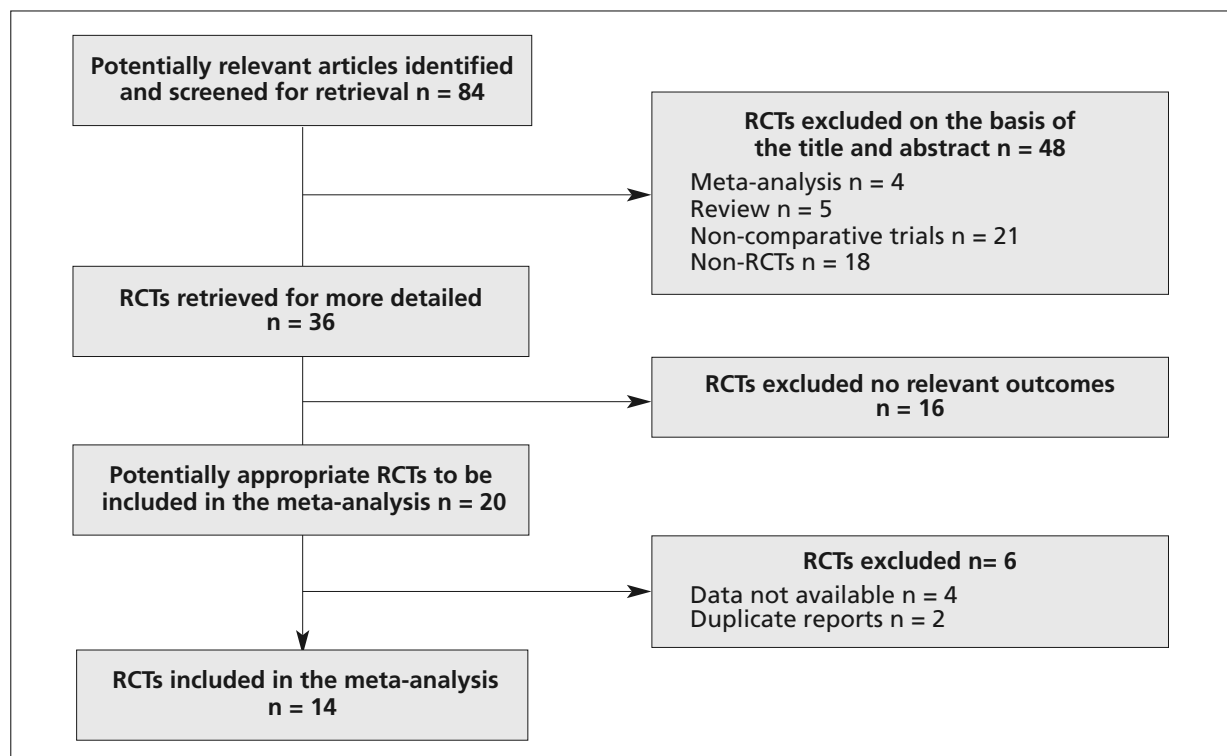 Potentially relevant articles identified
and screened for retrieval n = 84
RCTs excluded on the basis of
the title and abstract n = 48
Meta-analysis n = 4
Review n = 5
Non-comparative trials n = 21
Non-RCTs n = 18
RCTs retrieved for more detailed
n = 36
RCTs excluded no relevant outcomes
n = 16
Potentially appropriate RCTs to be
included in the meta-analysis n = 20
RCTs excluded n= 6
Data not available n = 4
Duplicate reports n = 2
RCTs included in the meta-analysis
n = 14